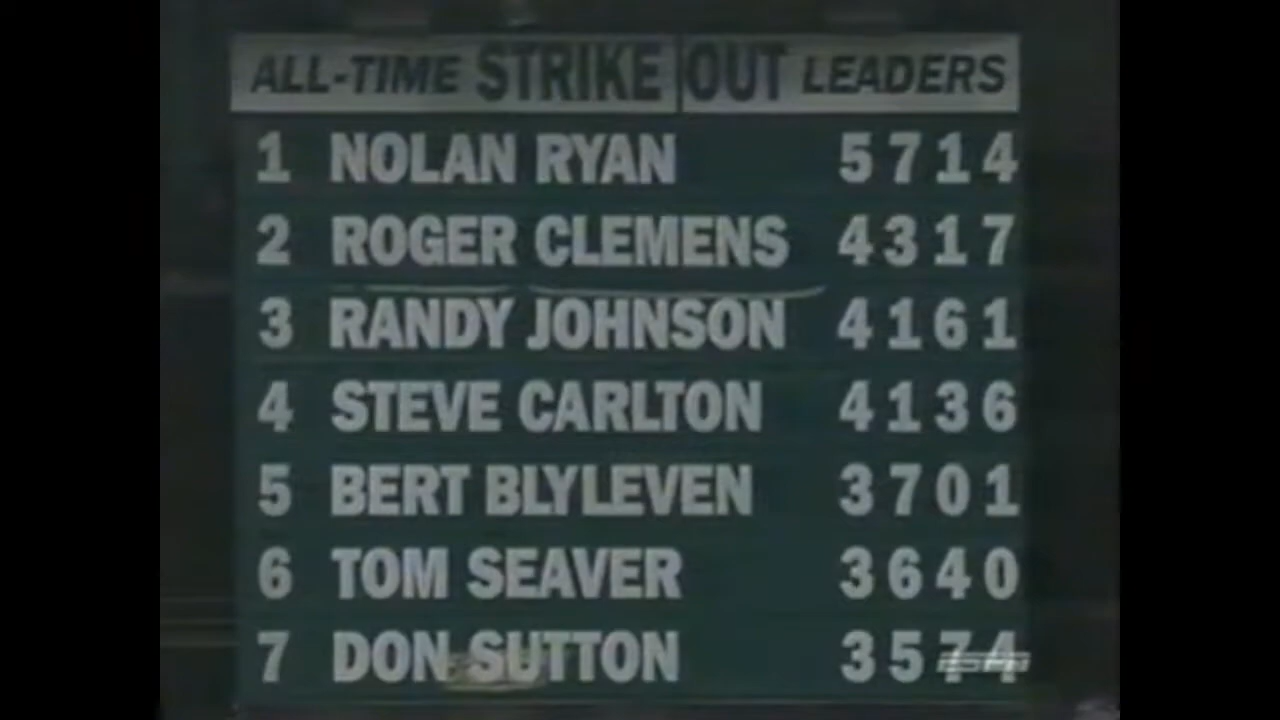 ALL-TIME STRIKE OUT LEADERS
1 NOLAN RYAN 5714
2 ROGER CLEMENS 4317
3 RANDY JOHNSON 4161
4 STEVE CARLTON 4136
5 BERT BLYLEVEN 3701
6 TOM SEAVER 3640
7 DON SUTTON 3574
ESPN